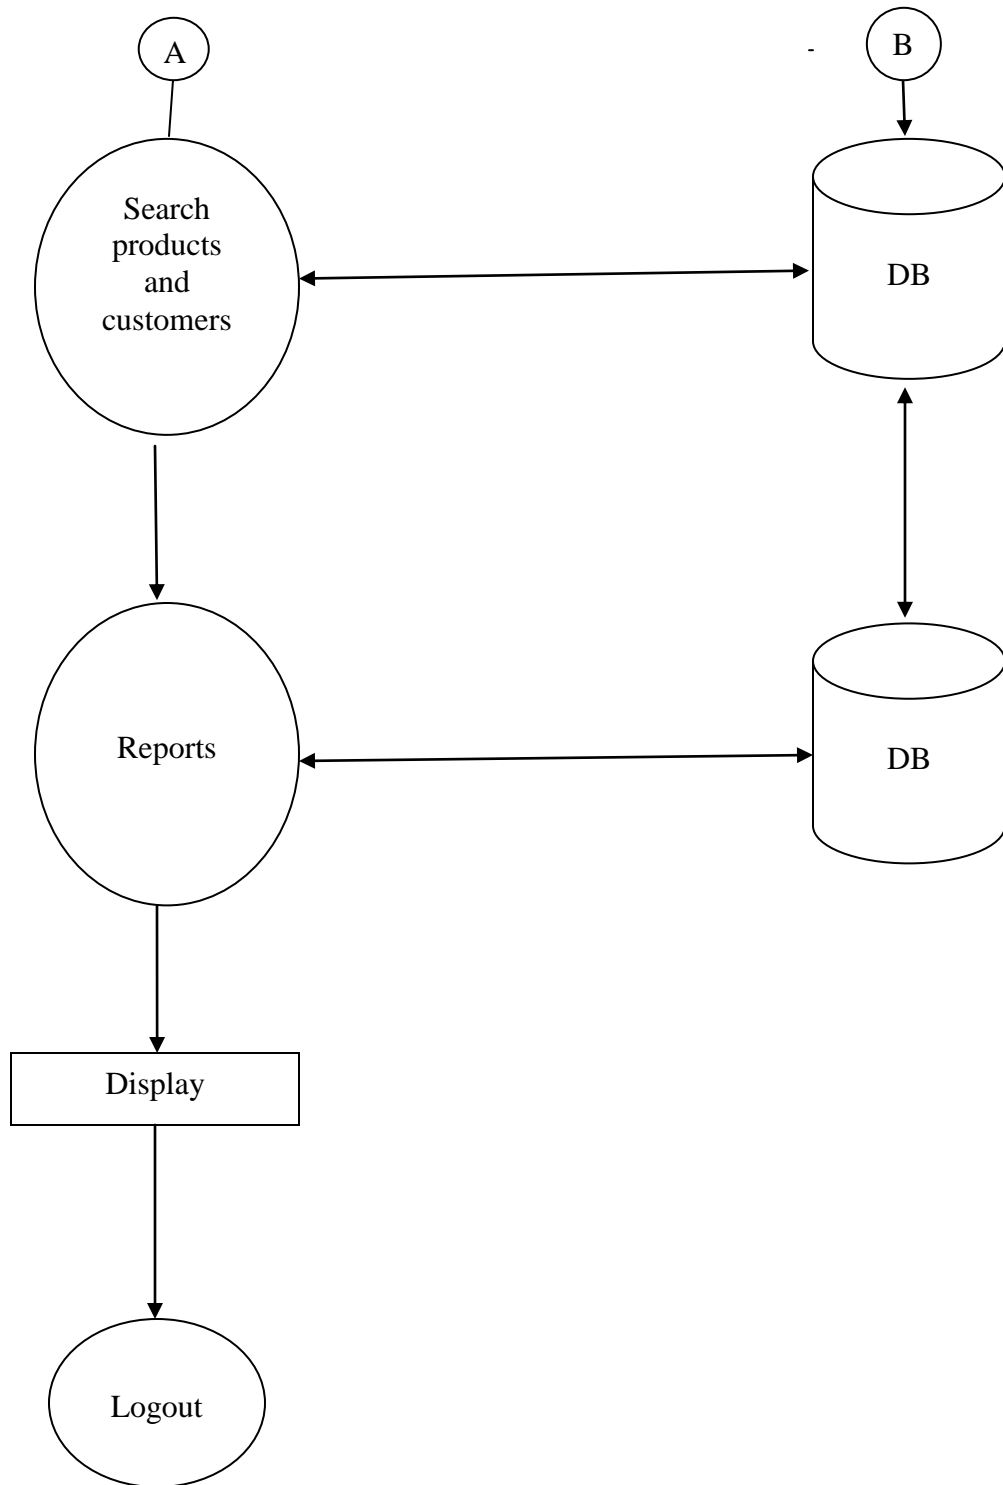 A
-
B
Search
products
and
customers
DB
Reports
DB
Display
Logout